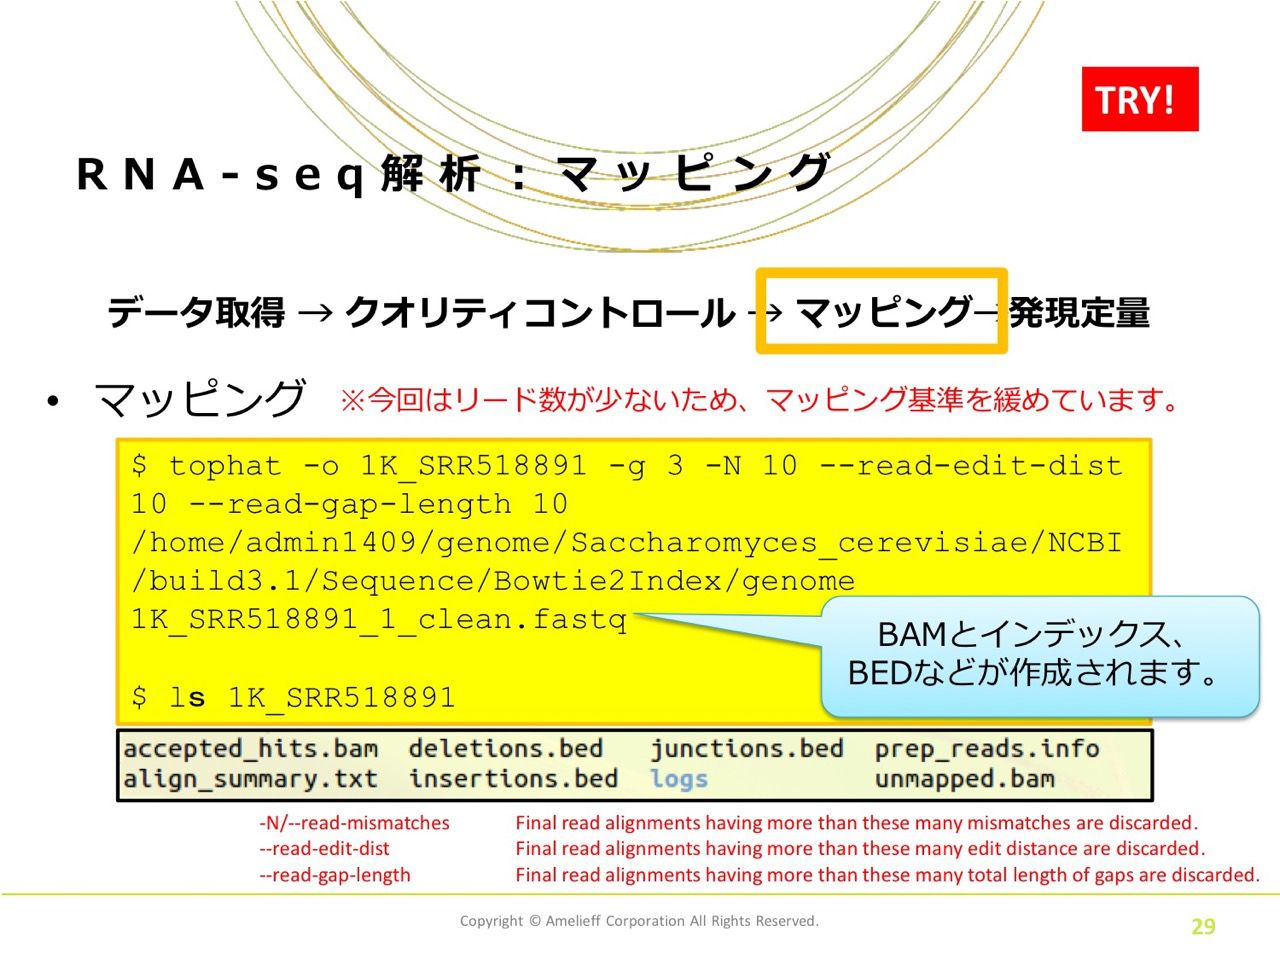 TRY!
RNA-seq解析：マッピング
データ取得 → クオリティコントロール → マッピング→発現定量
• マッピング ※今回はリード数が少ないため、マッピング基準を緩めています。
$ tophat -o 1K_SRR518891 -g 3 -N 10 --read-edit-dist
10 --read-gap-length 10
/home/admin1409/genome/Saccharomyces_cerevisiae/NCBI
/build3.1/Sequence/Bowtie2Index/genome
1K_SRR518891_1_clean.fastq
BAMとインデックス、
BEDなどが作成されます。
$ ls 1K_SRR518891
accepted_hits.bam deletions.bed junctions.bed prep_reads.info
align_summary.txt insertions.bed logs unmapped.bam
-N/--read-mismatches Final read alignments having more than these many mismatches are discarded.
--read-edit-dist Final read alignments having more than these many edit distance are discarded.
--read-gap-length Final read alignments having more than these many total length of gaps are discarded.
Copyright © Amelieff Corporation All Rights Reserved.
29